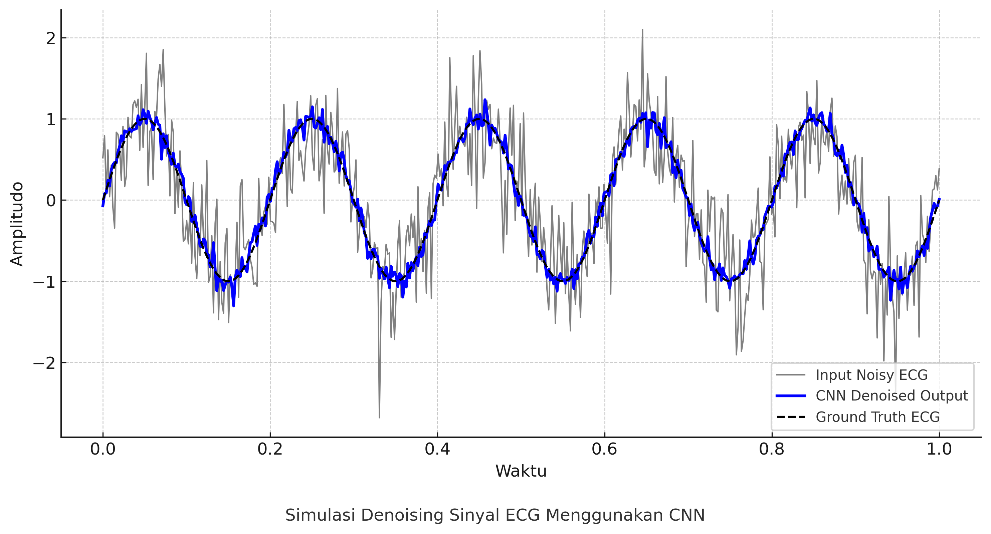 2
1
0
−1
−2
Amplitudo
Input Noisy ECG
CNN Denoised Output
Ground Truth ECG
0.0 0.2 0.4 0.6 0.8 1.0
Waktu
Simulasi Denoising Sinyal ECG Menggunakan CNN